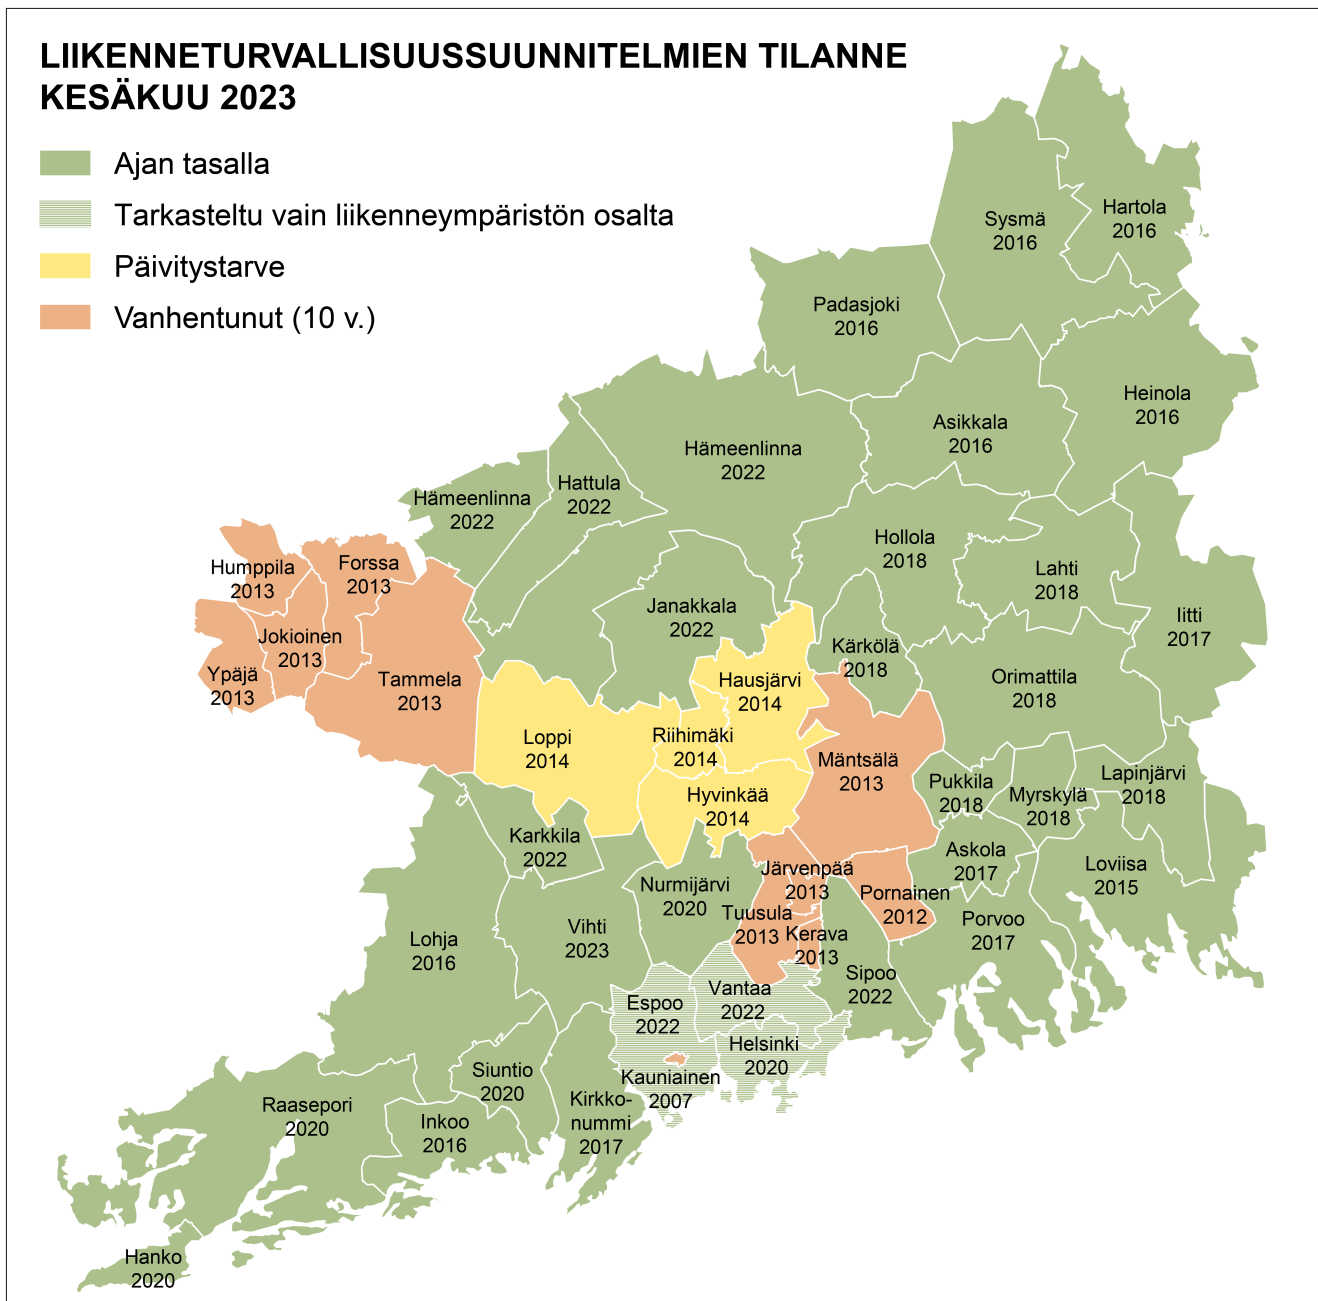 LIIKENNETURVALLISUUSSUUNNITELMIEN TILANNE
KESÄKUU 2023
Ajan tasalla
Tarkasteltu vain liikenneympäristön osalta
Päivitystarve
Vanhentunut (10 v.)
Hartola
2016
Sysmä
2016
Padasjoki
2016
Heinola
2016
Asikkala
2016
Hämeenlinna
2022
Hattula
2022
Hämeenlinna
2022
Hollola
2018
Lahti
2018
Iitti
2017
Humppila
2013
Forssa
2013
Jokioinen
2013
Ypäjä
2013
Tammela
2013
Janakkala
2022
Kärkölä
2018
Hausjärvi
2014
Orimattila
2018
Loppi
2014
Riihimäki
2014
Mäntsälä
2013
Hyvinkää
2014
Pukkila
2018
Myrskylä
2018
Lapinjärvi
2018
Karkkila
2022
Askola
2017
Loviisa
2015
Järvenpää
2013
Nurmijärvi
2020
Pornainen
2012
Tuusula
2013
Kerava
2013
Porvoo
2017
Vihti
2023
Lohja
2016
Sipoo
2022
Vantaa
2022
Espoo
2022
Helsinki
2020
Kauniainen
2007
Siuntio
2020
Kirkko-
nummi
2017
Raasepori
2020
Inkoo
2016
Hanko
2020